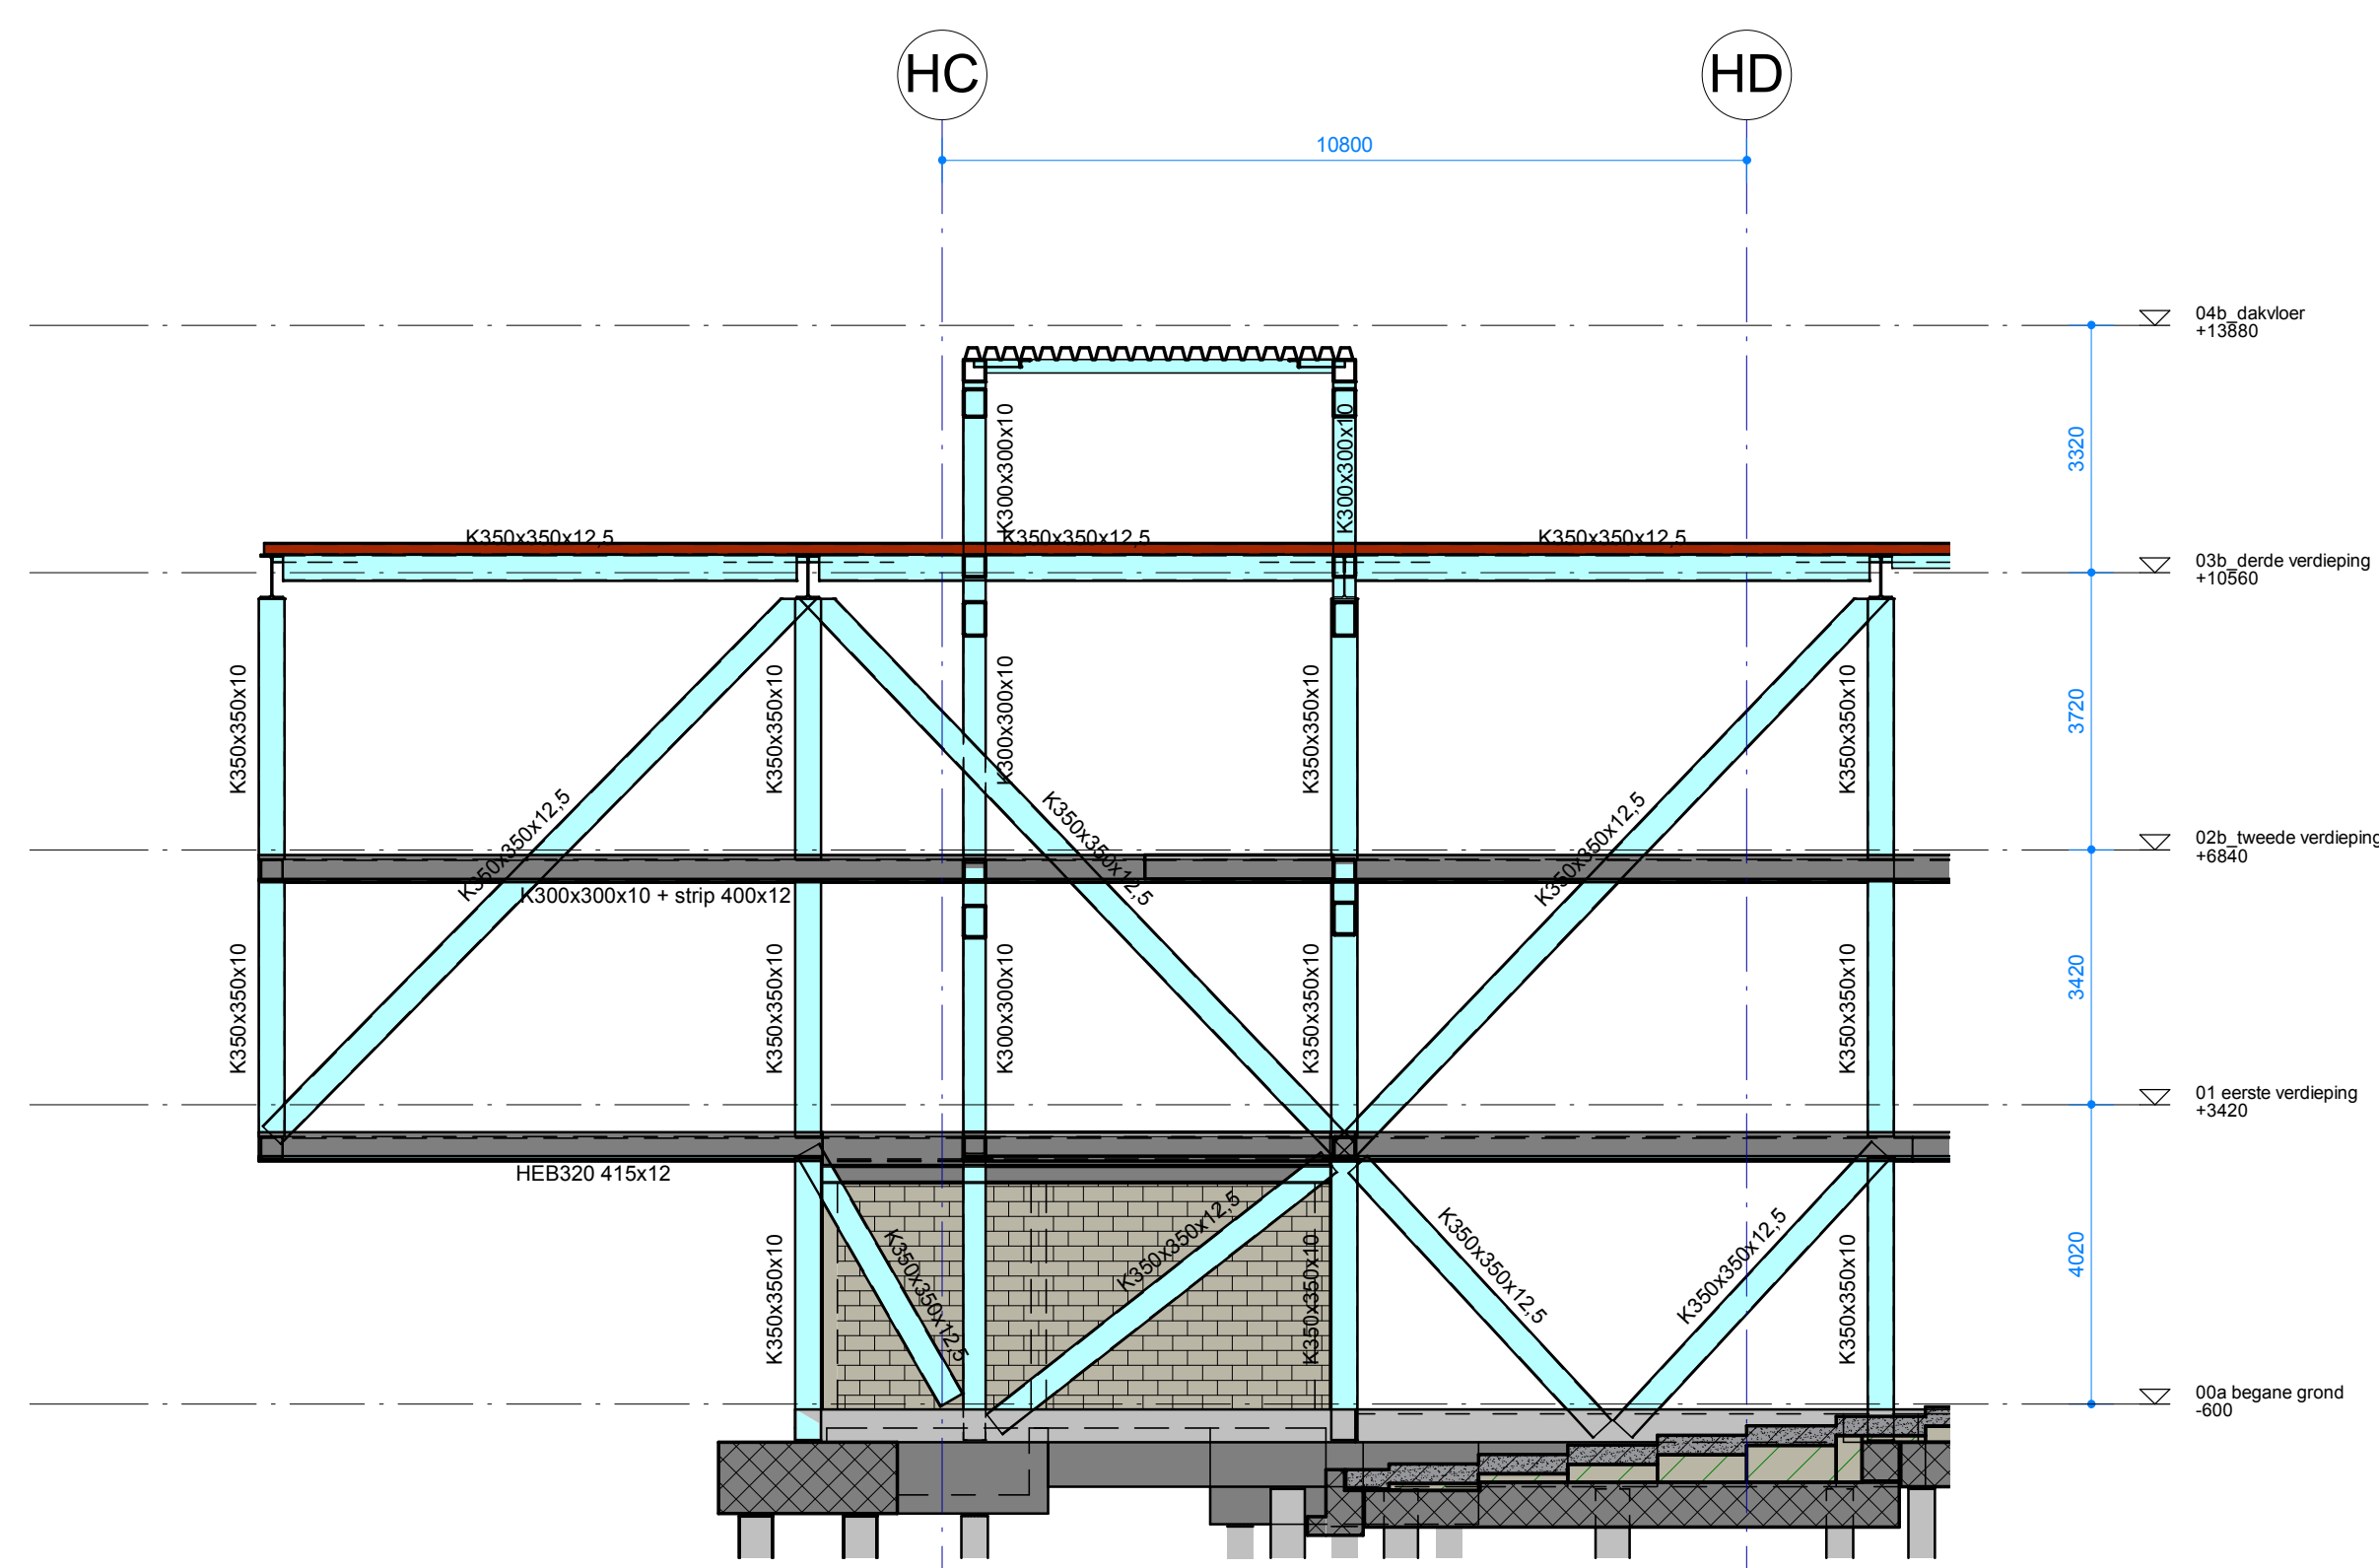 HC
HD
10800
04b_dakvloer
+13880
3320
K300x300x10
K300x300x10
K350x350x12,5
K350x350x12,5
K350x350x12,5
03b_derde verdieping
+10560
3720
K350x350x10
K350x350x10
K300x300x10
K350x350x10
K350x350x10
K350x350x12,5
K350x350x12,5
K350x350x12,5
02b_tweede verdieping
+6840
K300x300x10 + strip 400x12
3420
K350x350x10
K350x350x10
K300x300x10
K350x350x10
K350x350x10
01 eerste verdieping
+3420
HEB320 415x12
4020
K350x350x10
K350x350x12,5
K350x350x12,5
K350x350x10
K350x350x12,5
K350x350x12,5
K350x350x10
00a begane grond
-600